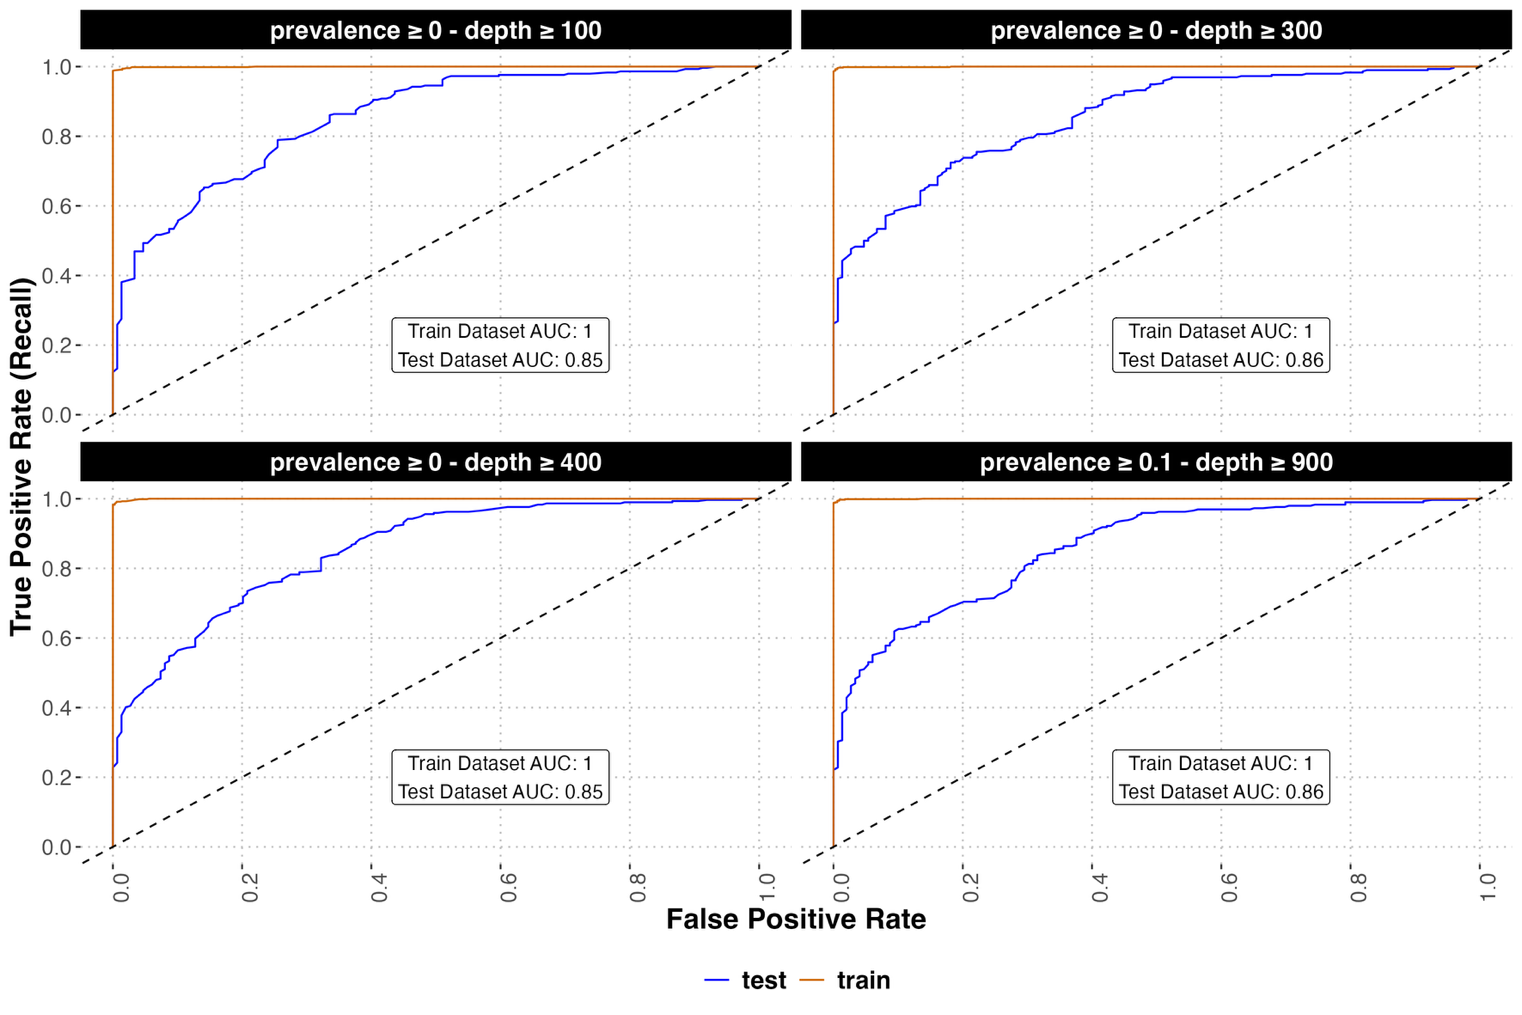 prevalence ≥ 0 - depth ≥ 100
prevalence ≥ 0 - depth ≥ 300
1.0
0.8
0.6
0.4
0.2
0.0
Train Dataset AUC: 1
Test Dataset AUC: 0.85
Train Dataset AUC: 1
Test Dataset AUC: 0.86
True Positive Rate (Recall)
prevalence ≥ 0 - depth ≥ 400
prevalence ≥ 0.1 - depth ≥ 900
1.0
0.8
0.6
0.4
0.2
0.0
Train Dataset AUC: 1
Test Dataset AUC: 0.85
Train Dataset AUC: 1
Test Dataset AUC: 0.86
0.0 0.2 0.4 0.6 0.8 1.0
0.0 0.2 0.4 0.6 0.8 1.0
False Positive Rate
test train